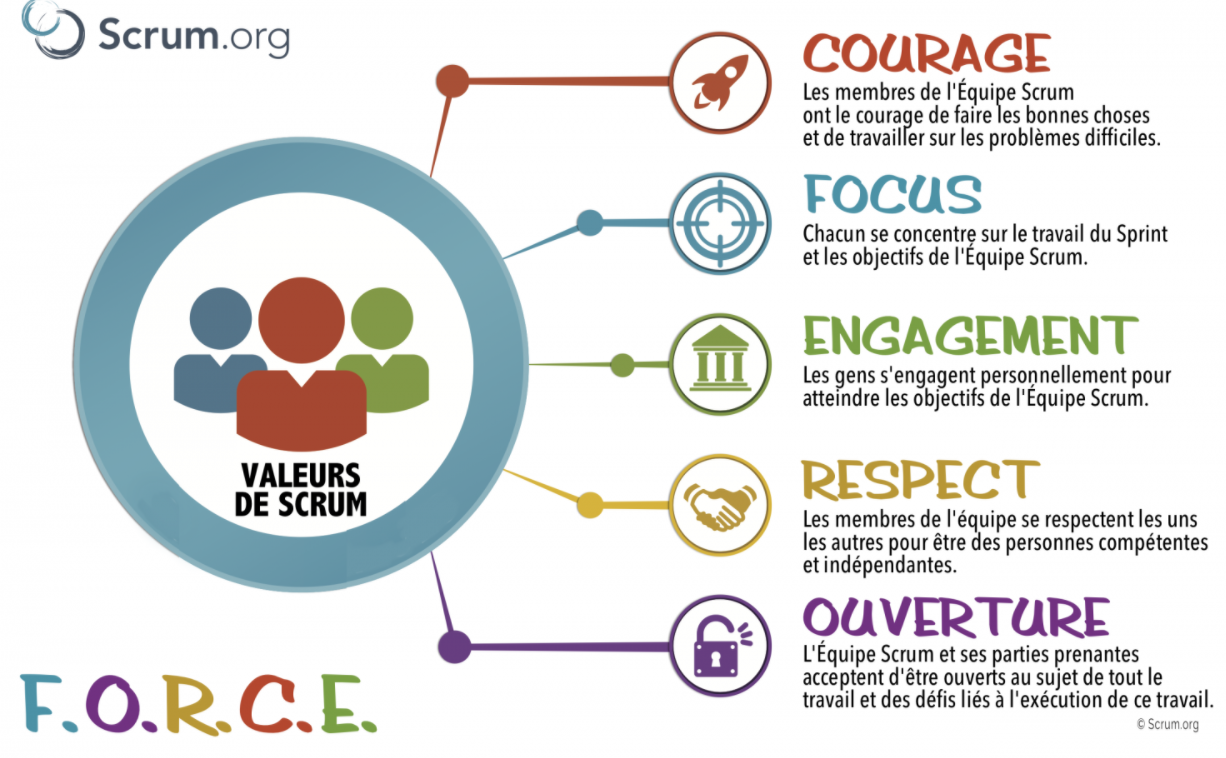 Scrum.org
VALEURS
DE SCRUM
COURAGE
Les membres de l'Équipe Scrum
ont le courage de faire les bonnes choses
et de travailler sur les problèmes difficiles.
FOCUS
Chacun se concentre sur le travail du Sprint
et les objectifs de l'Équipe Scrum.
ENGAGEMENT
Les gens s'engagent personnellement pour
atteindre les objectifs de l'Équipe Scrum.
RESPECT
Les membres de l'équipe se respectent les uns
les autres pour être des personnes compétentes
et indépendantes.
OUVERTURE
L'Équipe Scrum et ses parties prenantes
acceptent d'être ouverts au sujet de tout le
travail et des défis liés à l'exécution de ce travail.
F.O.R.C.E.
© Scrum.org